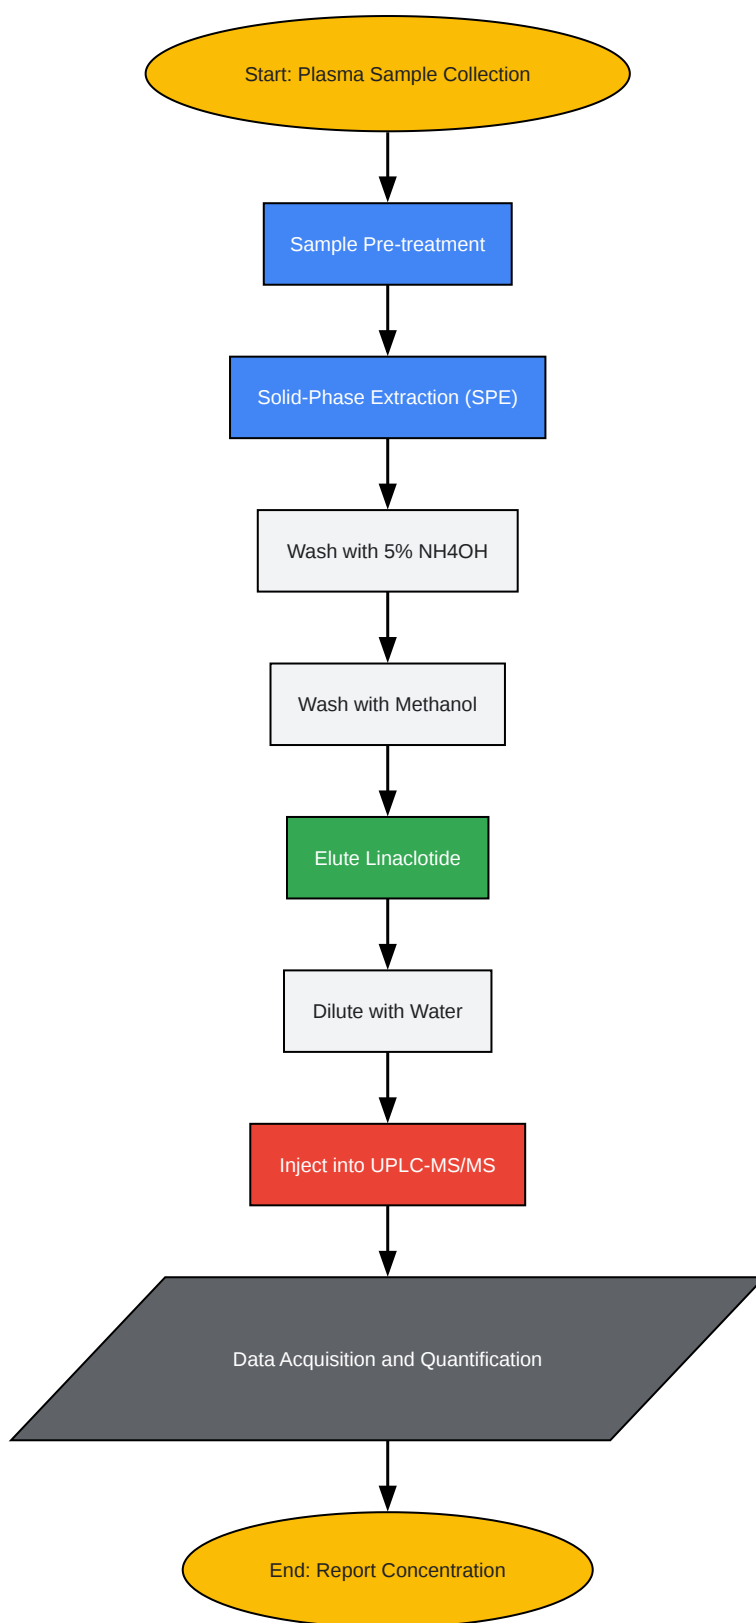 Start: Plasma Sample Collection
Sample Pre-treatment
Solid-Phase Extraction (SPE)
Wash with 5% NH4OH
Wash with Methanol
Elute Linaclotide
Dilute with Water
Inject into UPLC-MS/MS
Data Acquisition and Quantification
End: Report Concentration